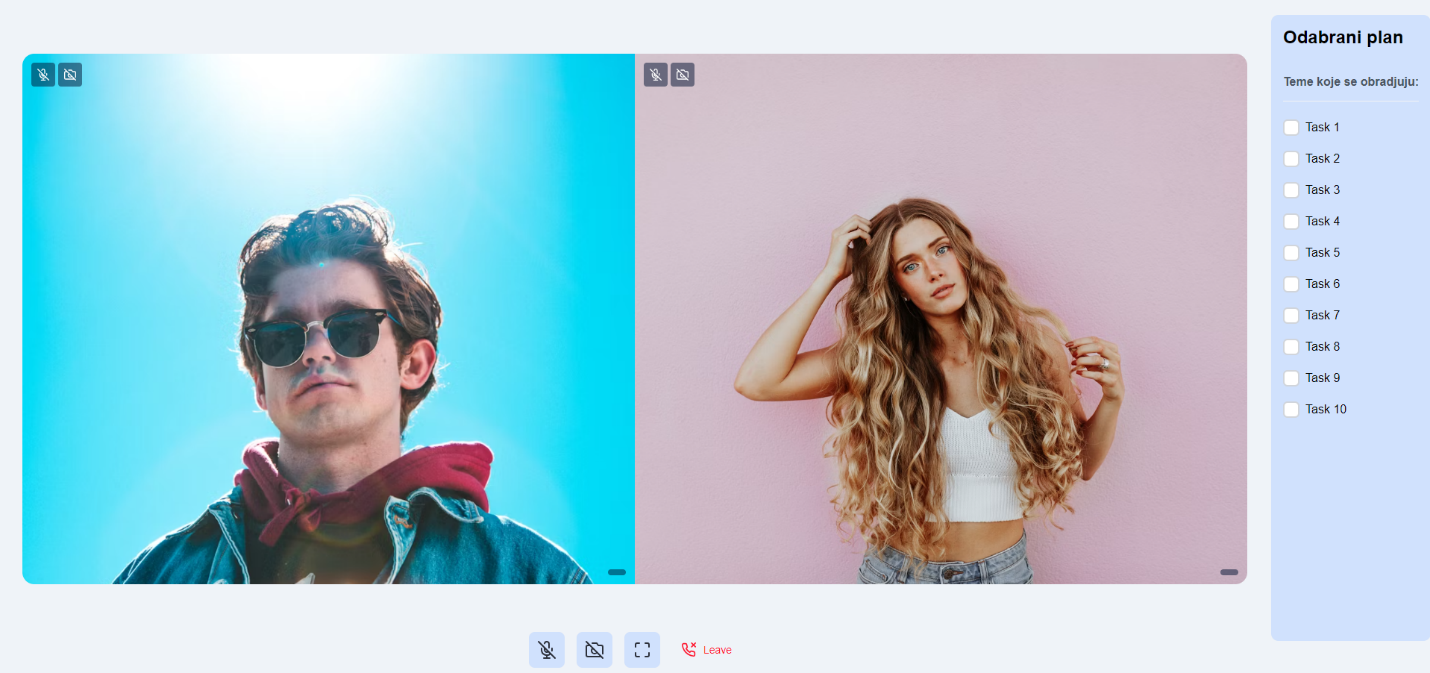 Odabrani plan
Teme koje se obradjuju:
Task 1
Task 2
Task 3
Task 4
Task 5
Task 6
Task 7
Task 8
Task 9
Task 10
Leave